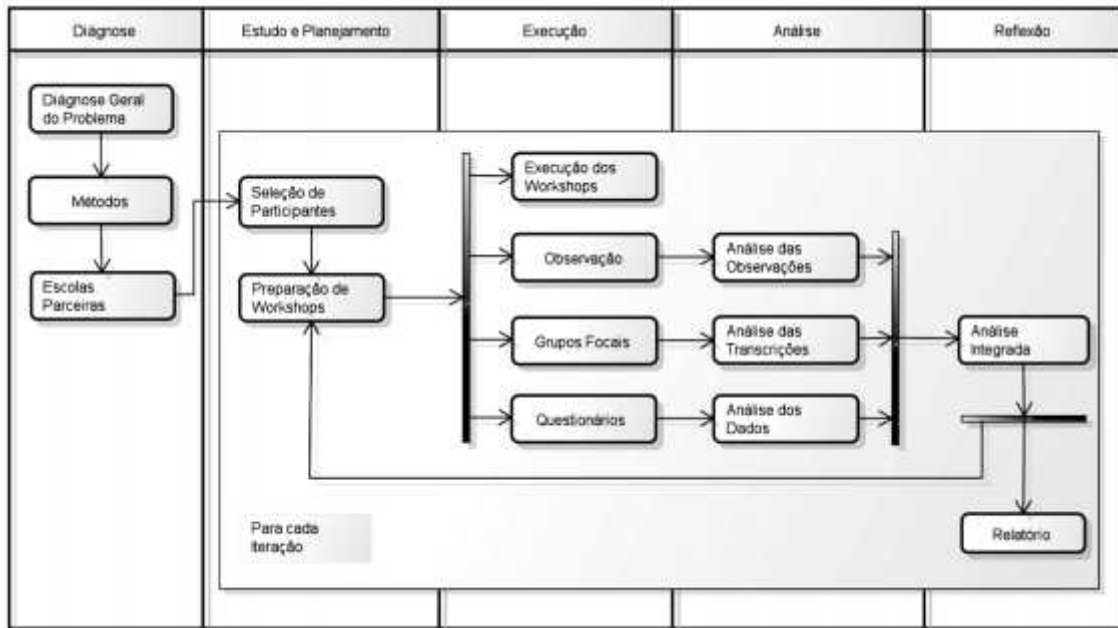 Diágnose
Estudo e Planejamento
Execução
Análise
Reflexão
Diágnose Geral
do Problema
Métodos
Escolas
Parceiras
Seleção de
Participantes
Preparação de
Workshops
Execução dos
Workshops
Observação
Grupos Focais
Questionários
Análise das
Observações
Análise das
Transcrições
Análise dos
Dados
Análise
Integrada
Relatório
Para cada
Iteração